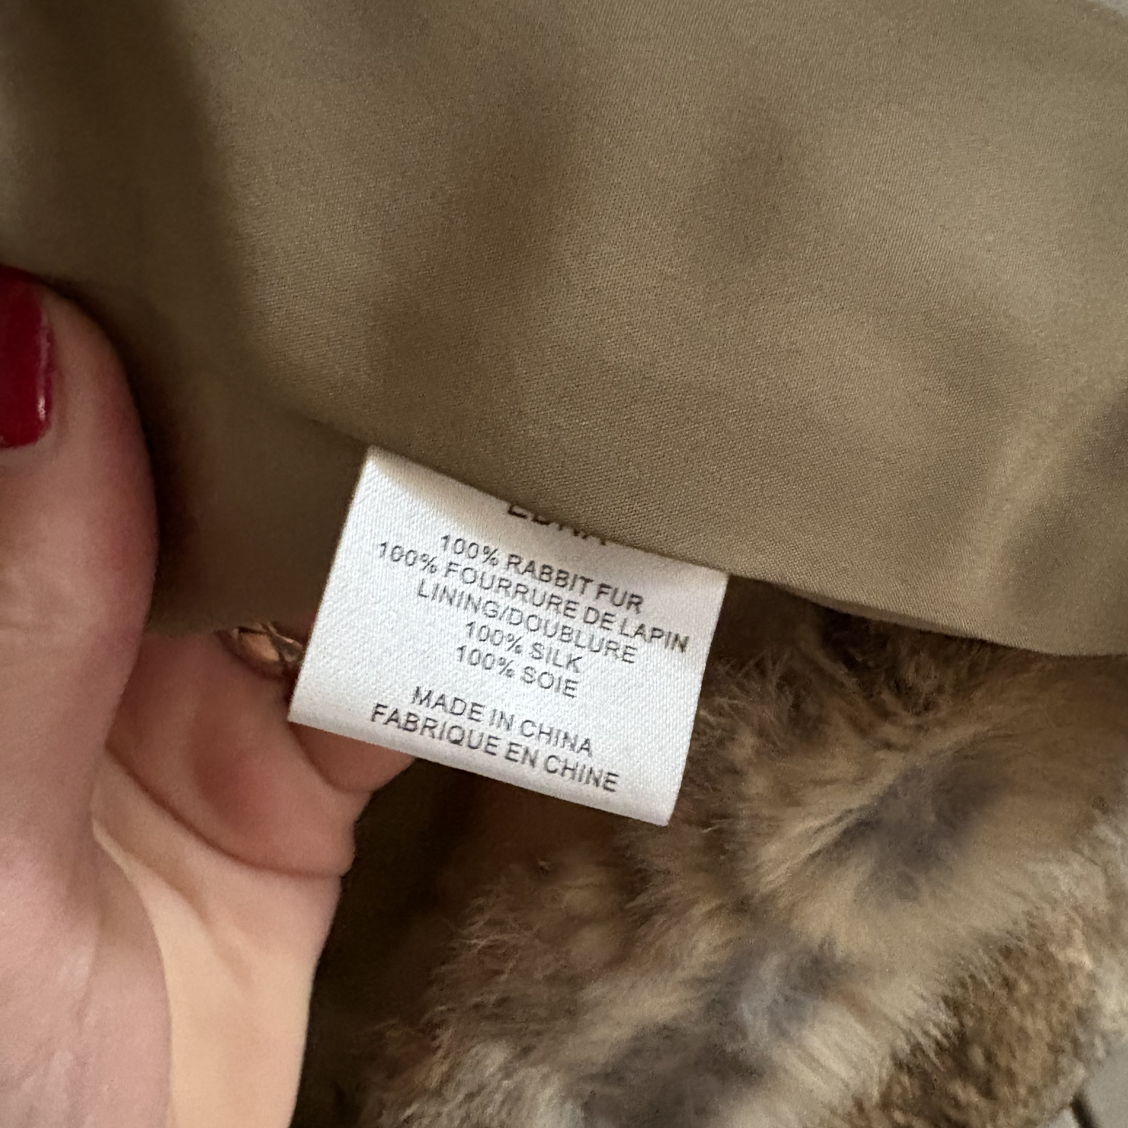 100% RABBIT FUR
100% FOURRURE DE LAPIN
LINING/DOUBLURE
100% SILK
100% SOIE
MADE IN CHINA
FABRIQUE EN CHINE